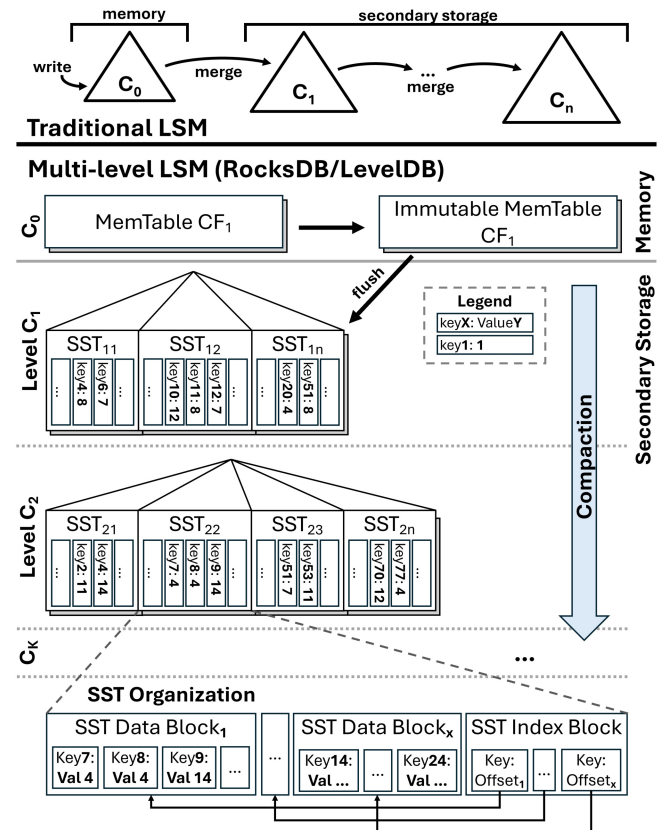 memory
secondary storage
write
C0
merge
C1
...
merge
Cn
Traditional LSM
Multi-level LSM (RocksDB/LevelDB)
C0
MemTable CF1
Immutable MemTable
CF1
Memory
flush
Legend
keyX: ValueY
key1: 1
Secondary Storage
Compaction
Level C1
SST11
SST12
SST1n
...
key4: 8
key6: 7
...
...
key10: 12
key11: 8
key12: 7
...
...
key20: 4
key51: 8
...
Level C2
SST21
SST22
SST23
SST2n
...
key2: 11
key4: 14
...
...
key7: 4
key8: 4
key9: 14
...
...
key51: 7
key53: 11
...
...
key70: 12
key77: 4
...
CK
...
SST Organization
SST Data Block1
...
SST Data Blockx
SST Index Block
Key7:
Val 4
Key8:
Val 4
Key9:
Val 14
...
Key14:
Val ...
...
Key24:
Val ...
Key:
Offset1
...
Key:
Offsetx